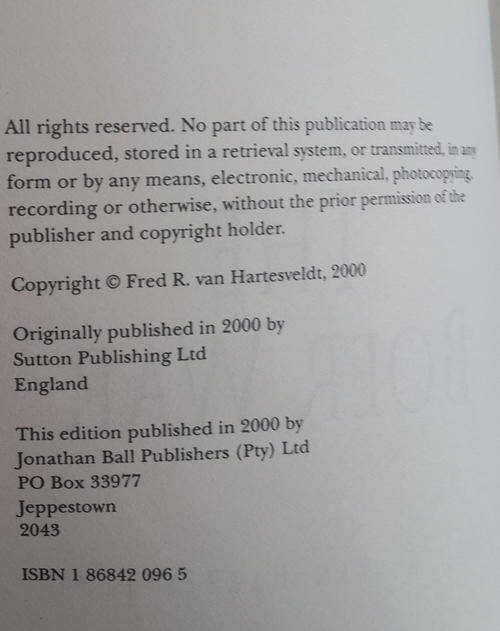 All rights reserved. No part of this publication may be
reproduced, stored in a retrieval system, or transmitted, in any
form or by any means, electronic, mechanical, photocopying,
recording or otherwise, without the prior permission of the
publisher and copyright holder.
Copyright © Fred R. van Hartesveldt, 2000
Originally published in 2000 by
Sutton Publishing Ltd
England
This edition published in 2000 by
Jonathan Ball Publishers (Pty) Ltd
PO Box 33977
Jeppestown
2043
ISBN 1 86842 096 5